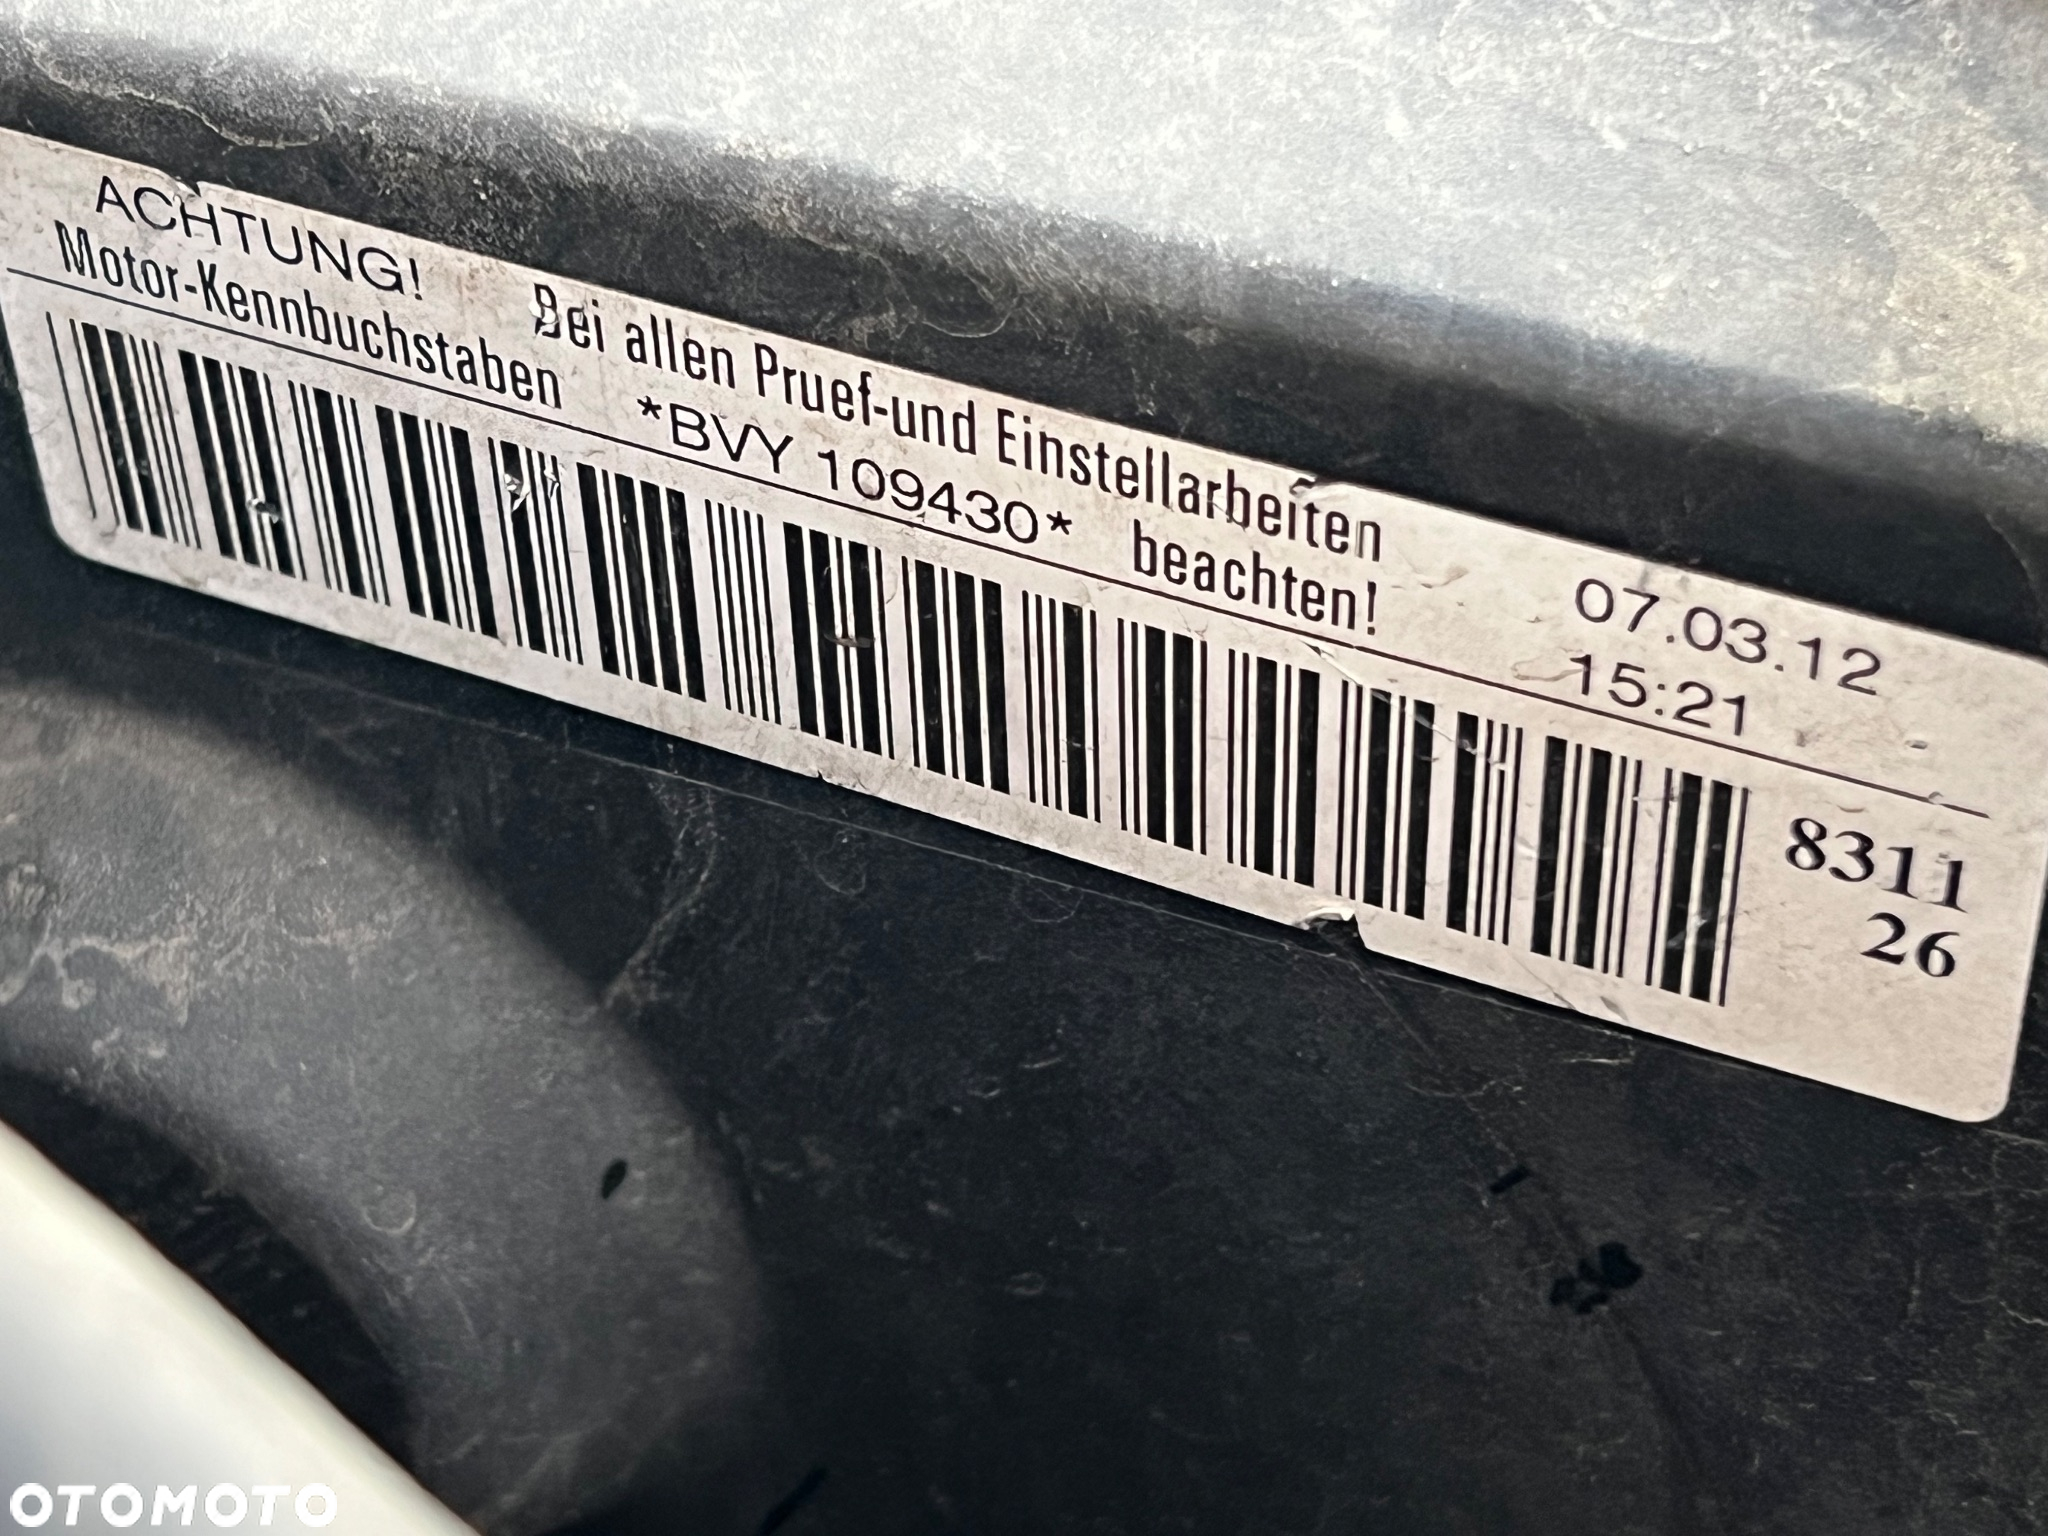 ACHTUNG! Bei allen Pruef-und Einstellarbeiten 07.03.12
Motor-Kennbuchstaben *BVY 109430* beachten! 15:21
8311
26
OTOMOTO